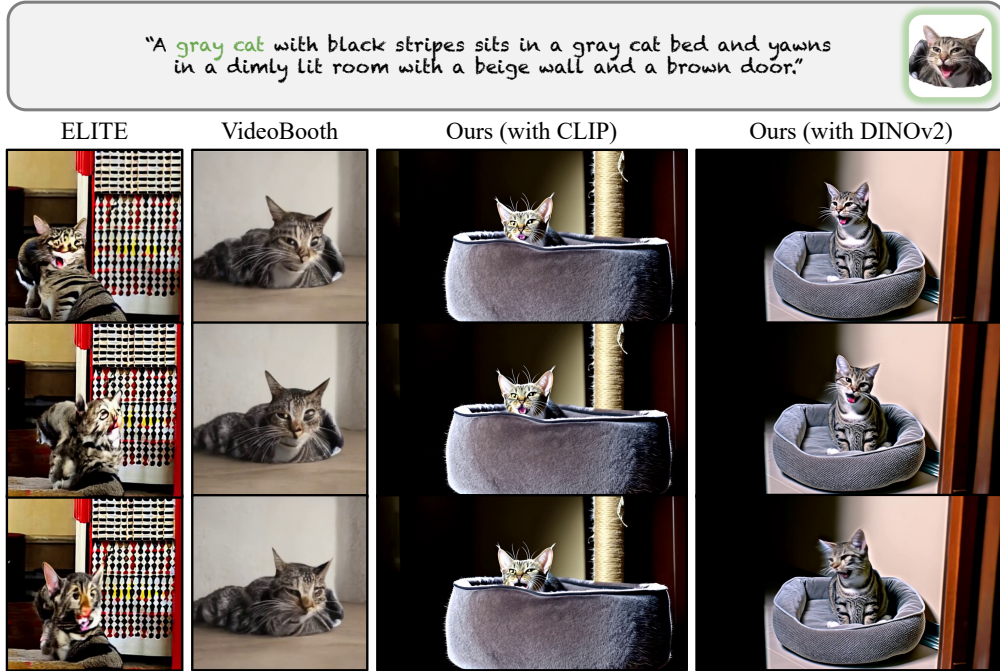 “A gray cat with black stripes sits in a gray cat bed and yawns
in a dimly lit room with a beige wall and a brown door.”
ELITE
VideoBooth
Ours (with CLIP)
Ours (with DINOv2)